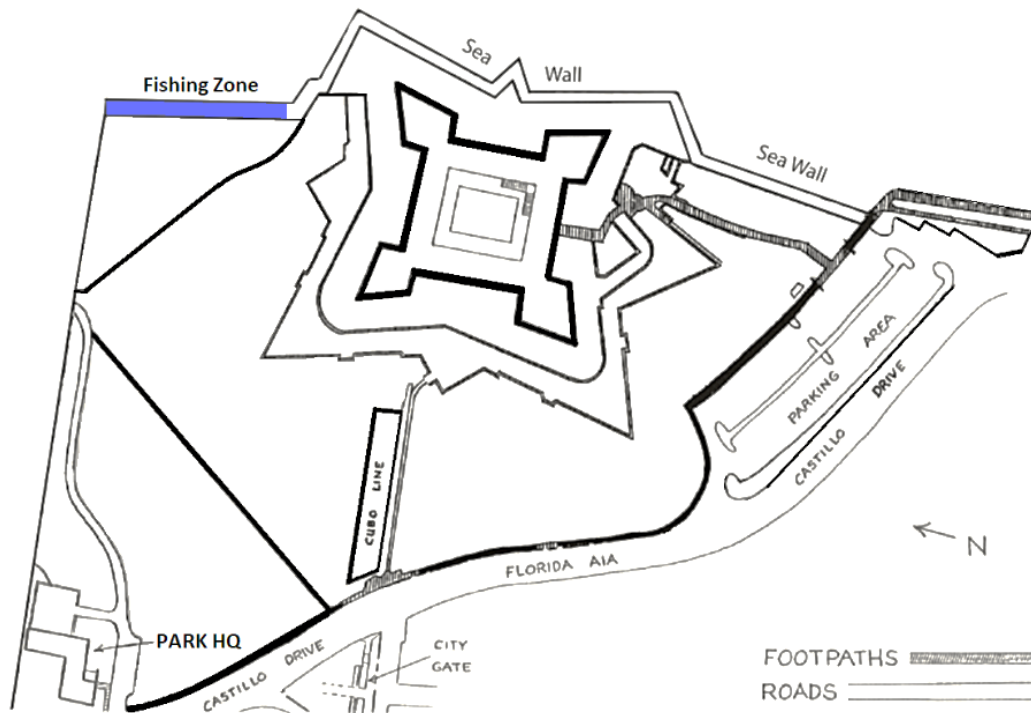 Sea
Wall
Fishing Zone
Sea Wall
PARKING AREA
CASTILLO DRIVE
CUBO LINE
N
FLORIDA A1A
PARK HQ
CITY
GATE
CASTILLO DRIVE
FOOTPATHS
ROADS